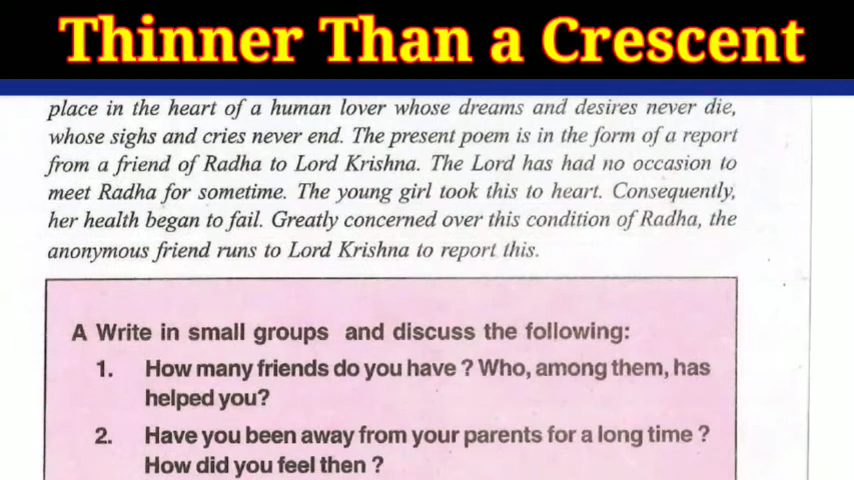 Thinner Than a Crescent
place in the heart of a human lover whose dreams and desires never die,
whose sighs and cries never end. The present poem is in the form of a report
from a friend of Radha to Lord Krishna. The Lord has had no occasion to
meet Radha for sometime. The young girl took this to heart. Consequently,
her health began to fail. Greatly concerned over this condition of Radha, the
anonymous friend runs to Lord Krishna to report this.
A Write in small groups and discuss the following:
1. How many friends do you have ? Who, among them, has
helped you?
2. Have you been away from your parents for a long time ?
How did you feel then ?